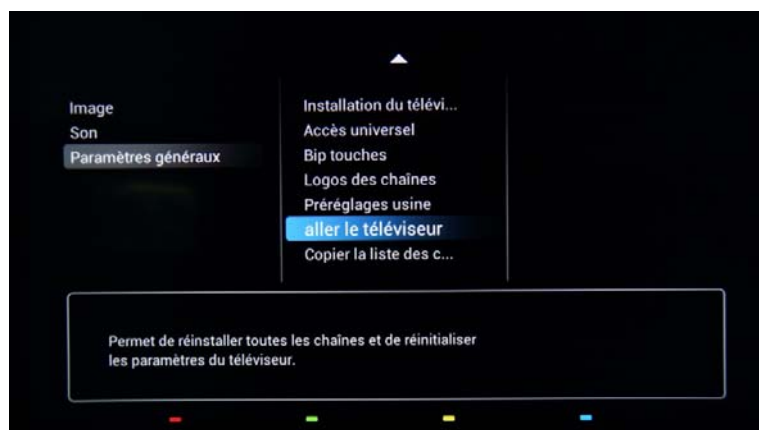 Image
Son
Paramètres généraux
Installation du télévi...
Accès universel
Bip touches
Logos des chaînes
Préréglages usine
aller le téléviseur
Copier la liste des c...
Permet de réinstaller toutes les chaînes et de réinitialiser
les paramètres du téléviseur.